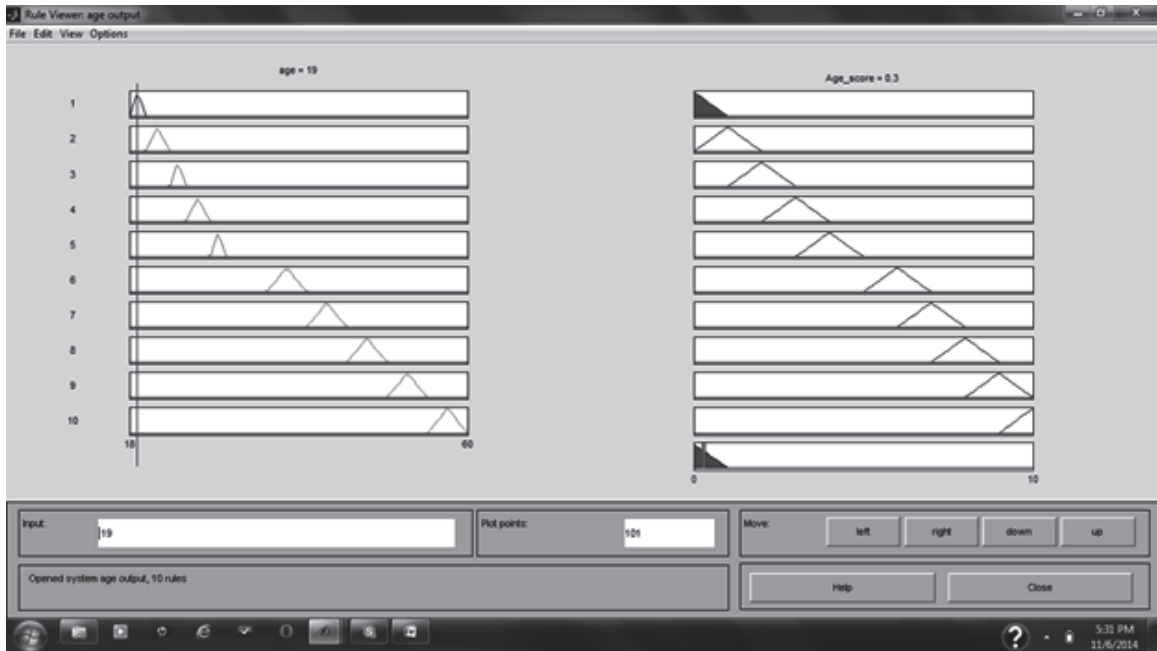 Rule Viewer: age output
File Edit View Options
age = 19
Age_score = 0.3
1
2
3
4
5
6
7
8
9
10
18 60
0 10
Input:
19
Plot points:
101
Move:
left right down up
Opened system age output, 10 rules
Help Close
5:31 PM
11/6/2014